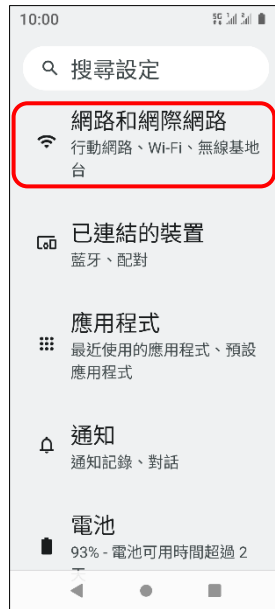 10:00
搜尋設定
網路和網際網路
行動網路、Wi-Fi、無線基地
台
已連結的裝置
藍牙、配對
應用程式
最近使用的應用程式、預設
應用程式
通知
通知記錄、對話
電池
93% - 電池可用時間超過 2
天